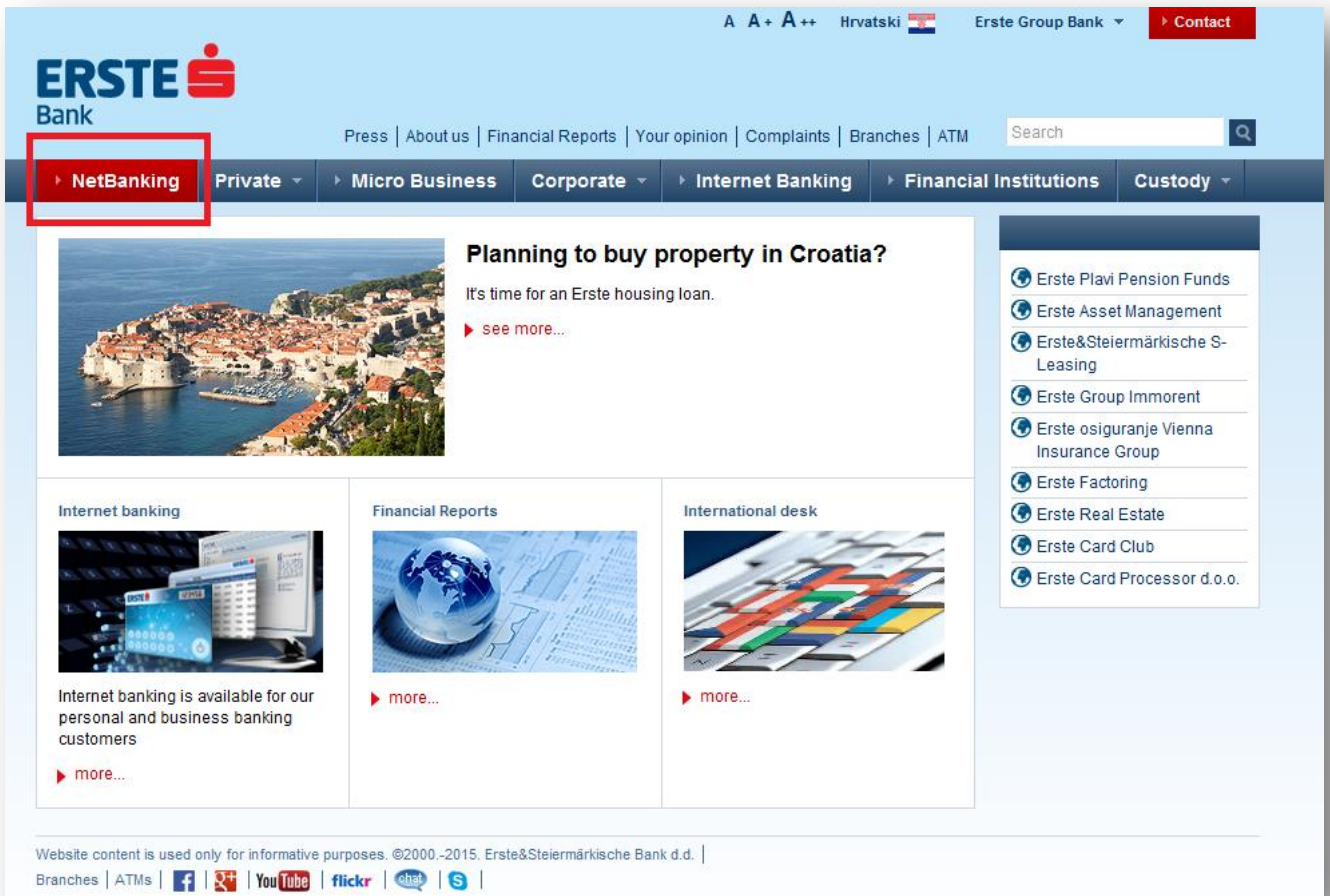 A A+ A++ Hrvatski Erste Group Bank Contact
ERSTE
Bank
Press | About us | Financial Reports | Your opinion | Complaints | Branches | ATM Search
NetBanking Private Micro Business Corporate Internet Banking Financial Institutions Custody
Planning to buy property in Croatia?
It's time for an Erste housing loan.
see more...
Erste Plavi Pension Funds
Erste Asset Management
Erste&Steiermärkische S-
Leasing
Erste Group Immorent
Erste osiguranje Vienna
Insurance Group
Erste Factoring
Erste Real Estate
Erste Card Club
Erste Card Processor d.o.o.
Internet banking
ERSTE
Internet banking is available for our
personal and business banking
customers
more...
Financial Reports
more...
International desk
more...
Website content is used only for informative purposes. ©2000.-2015. Erste&Steiermärkische Bank d.d. |
Branches | ATMs | f | g+ | YouTube | flickr | chat | S |